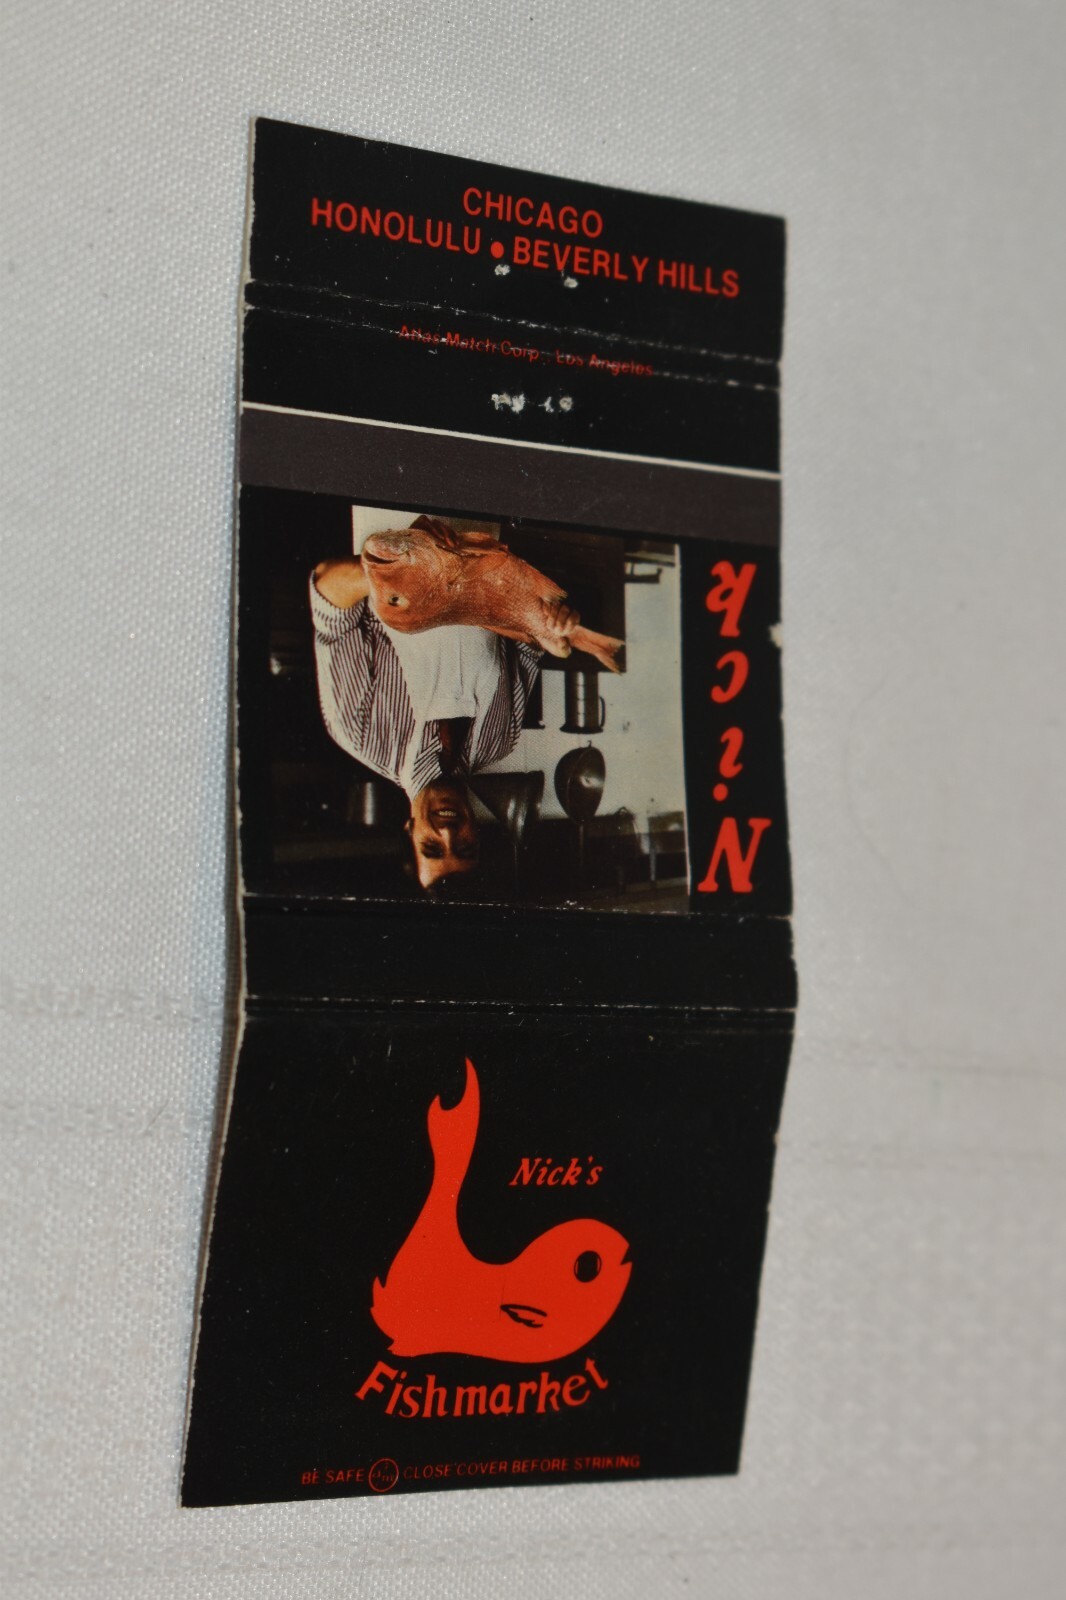 CHICAGO
HONOLULU • BEVERLY HILLS
Atlas Match Corp., Los Angeles
Nick
Nick's
Fishmarket
BE SAFE CLOSE COVER BEFORE STRIKING